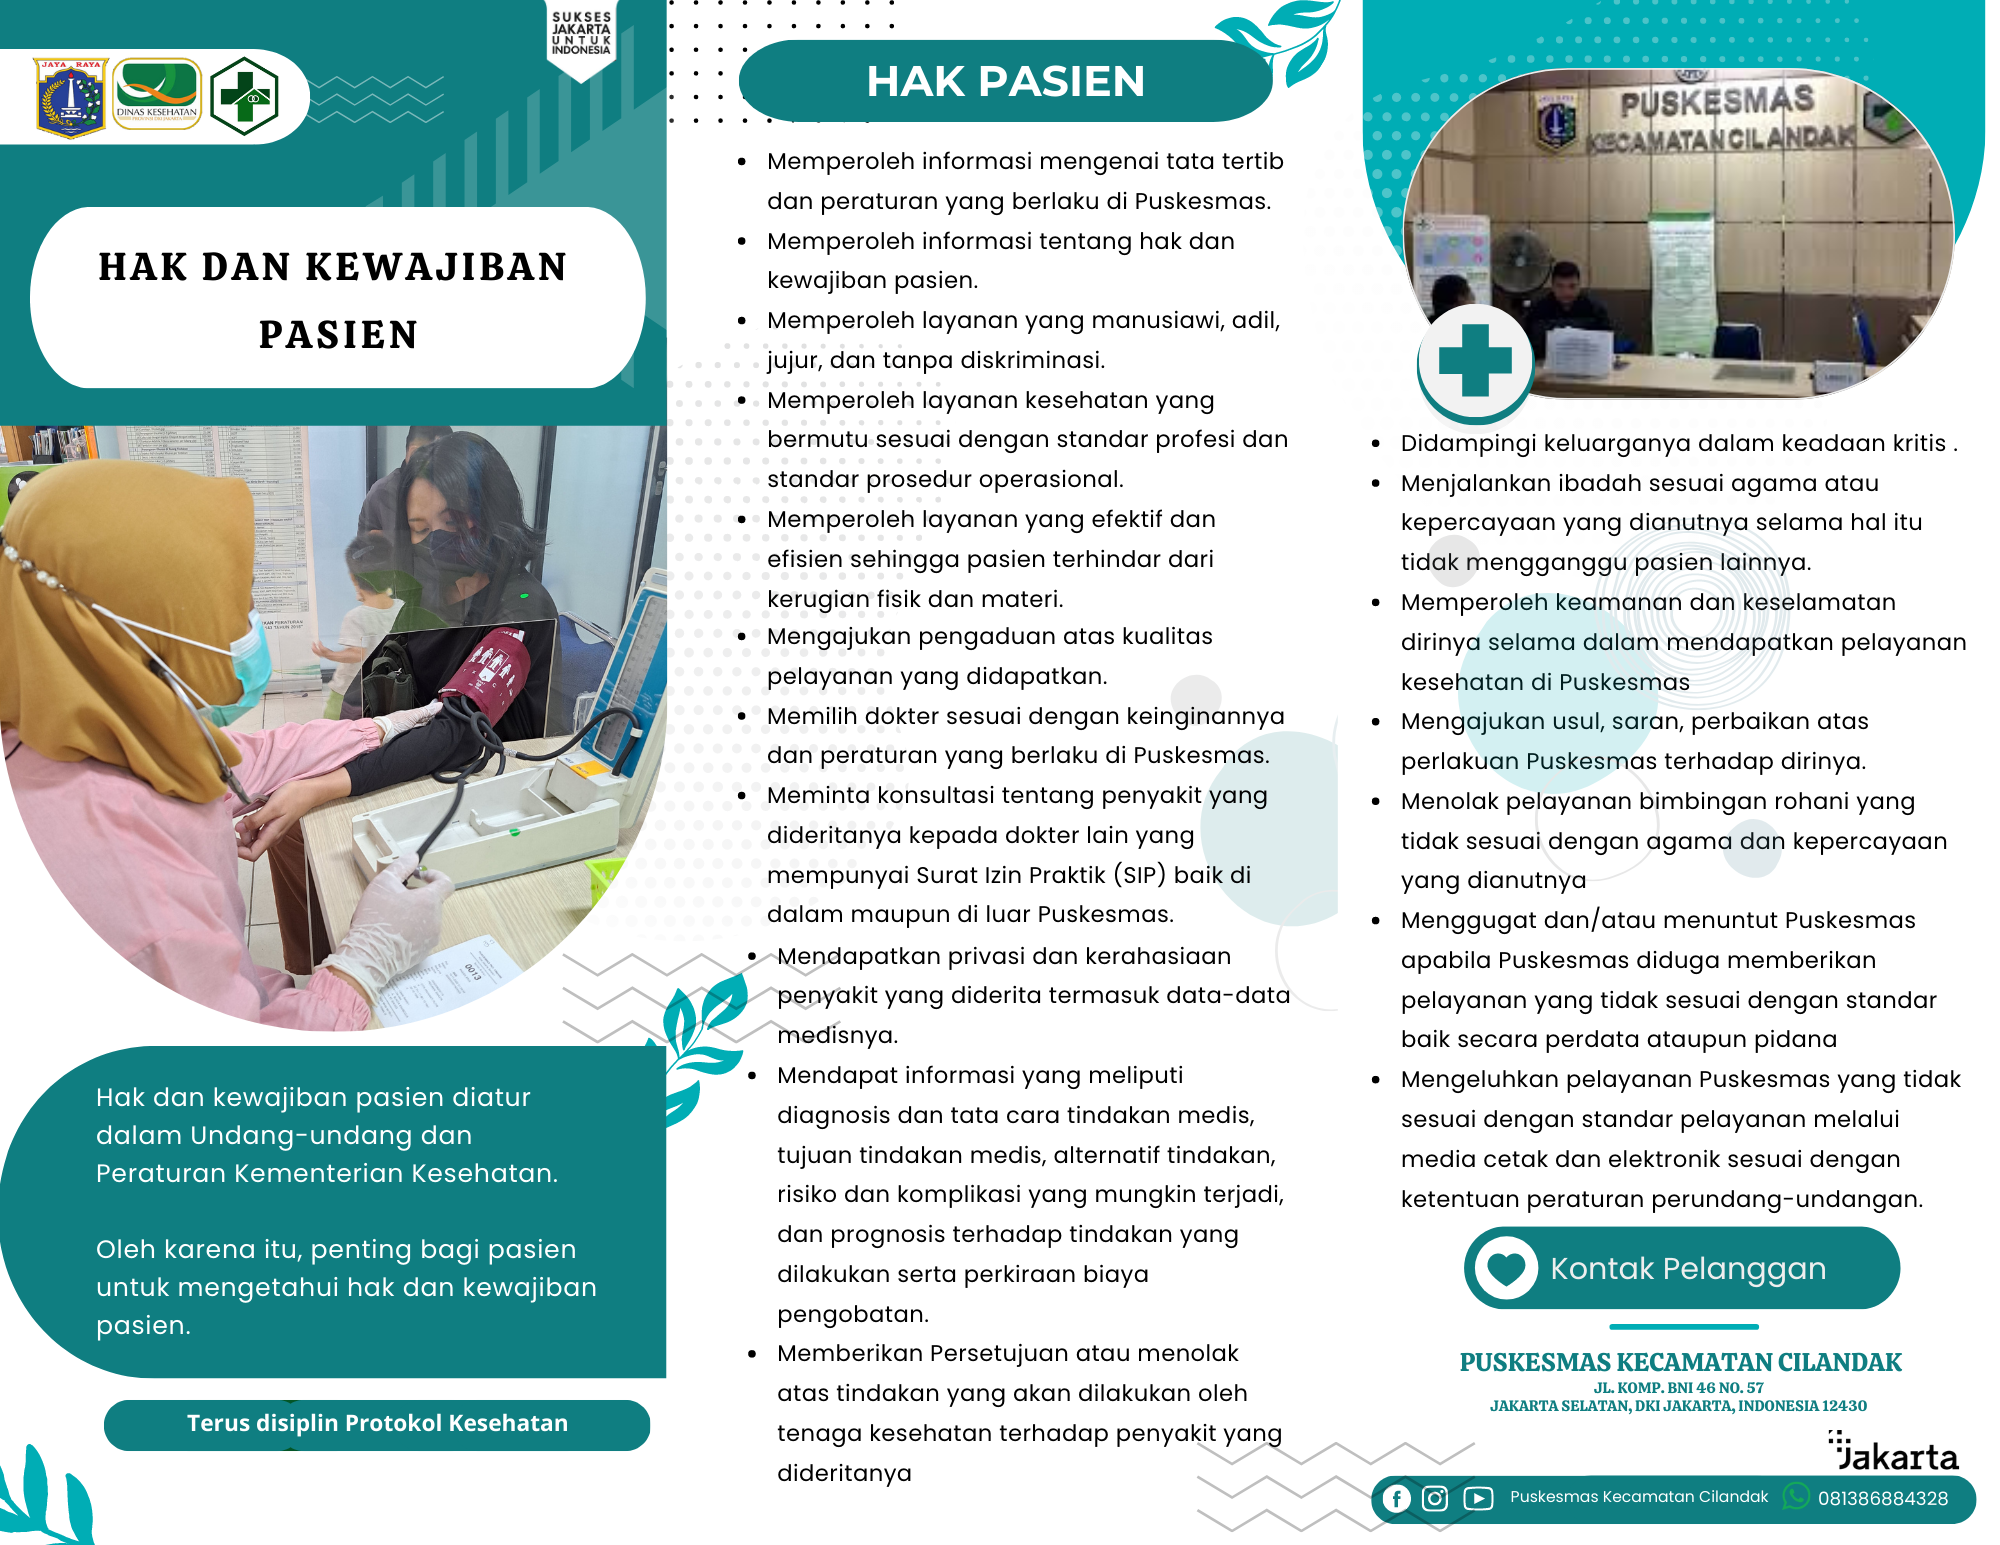 SUKSES
JAKARTA
UNTUK
INDONESIA
JAYA RAYA
DINAS KESEHATAN
HAK DAN KEWAJIBAN
PASIEN
0013
Hak dan kewajiban pasien diatur
dalam Undang-undang dan
Peraturan Kementerian Kesehatan.
Oleh karena itu, penting bagi pasien
untuk mengetahui hak dan kewajiban
pasien.
Terus disiplin Protokol Kesehatan
HAK PASIEN
• Memperoleh informasi mengenai tata tertib
dan peraturan yang berlaku di Puskesmas.
• Memperoleh informasi tentang hak dan
kewajiban pasien.
• Memperoleh layanan yang manusiawi, adil,
jujur, dan tanpa diskriminasi.
• Memperoleh layanan kesehatan yang
bermutu sesuai dengan standar profesi dan
standar prosedur operasional.
• Memperoleh layanan yang efektif dan
efisien sehingga pasien terhindar dari
kerugian fisik dan materi.
• Mengajukan pengaduan atas kualitas
pelayanan yang didapatkan.
• Memilih dokter sesuai dengan keinginannya
dan peraturan yang berlaku di Puskesmas.
• Meminta konsultasi tentang penyakit yang
dideritanya kepada dokter lain yang
mempunyai Surat Izin Praktik (SIP) baik di
dalam maupun di luar Puskesmas.
• Mendapatkan privasi dan kerahasiaan
penyakit yang diderita termasuk data-data
medisnya.
• Mendapat informasi yang meliputi
diagnosis dan tata cara tindakan medis,
tujuan tindakan medis, alternatif tindakan,
risiko dan komplikasi yang mungkin terjadi,
dan prognosis terhadap tindakan yang
dilakukan serta perkiraan biaya
pengobatan.
• Memberikan Persetujuan atau menolak
atas tindakan yang akan dilakukan oleh
tenaga kesehatan terhadap penyakit yang
dideritanya
PUSKESMAS
KECAMATAN CILANDAK
• Didampingi keluarganya dalam keadaan kritis .
• Menjalankan ibadah sesuai agama atau
kepercayaan yang dianutnya selama hal itu
tidak mengganggu pasien lainnya.
• Memperoleh keamanan dan keselamatan
dirinya selama dalam mendapatkan pelayanan
kesehatan di Puskesmas
• Mengajukan usul, saran, perbaikan atas
perlakuan Puskesmas terhadap dirinya.
• Menolak pelayanan bimbingan rohani yang
tidak sesuai dengan agama dan kepercayaan
yang dianutnya
• Menggugat dan/atau menuntut Puskesmas
apabila Puskesmas diduga memberikan
pelayanan yang tidak sesuai dengan standar
baik secara perdata ataupun pidana
• Mengeluhkan pelayanan Puskesmas yang tidak
sesuai dengan standar pelayanan melalui
media cetak dan elektronik sesuai dengan
ketentuan peraturan perundang-undangan.
Kontak Pelanggan
PUSKESMAS KECAMATAN CILANDAK
JL. KOMP. BNI 46 NO. 57
JAKARTA SELATAN, DKI JAKARTA, INDONESIA 12430
Jakarta
Puskesmas Kecamatan Cilandak 081386884328